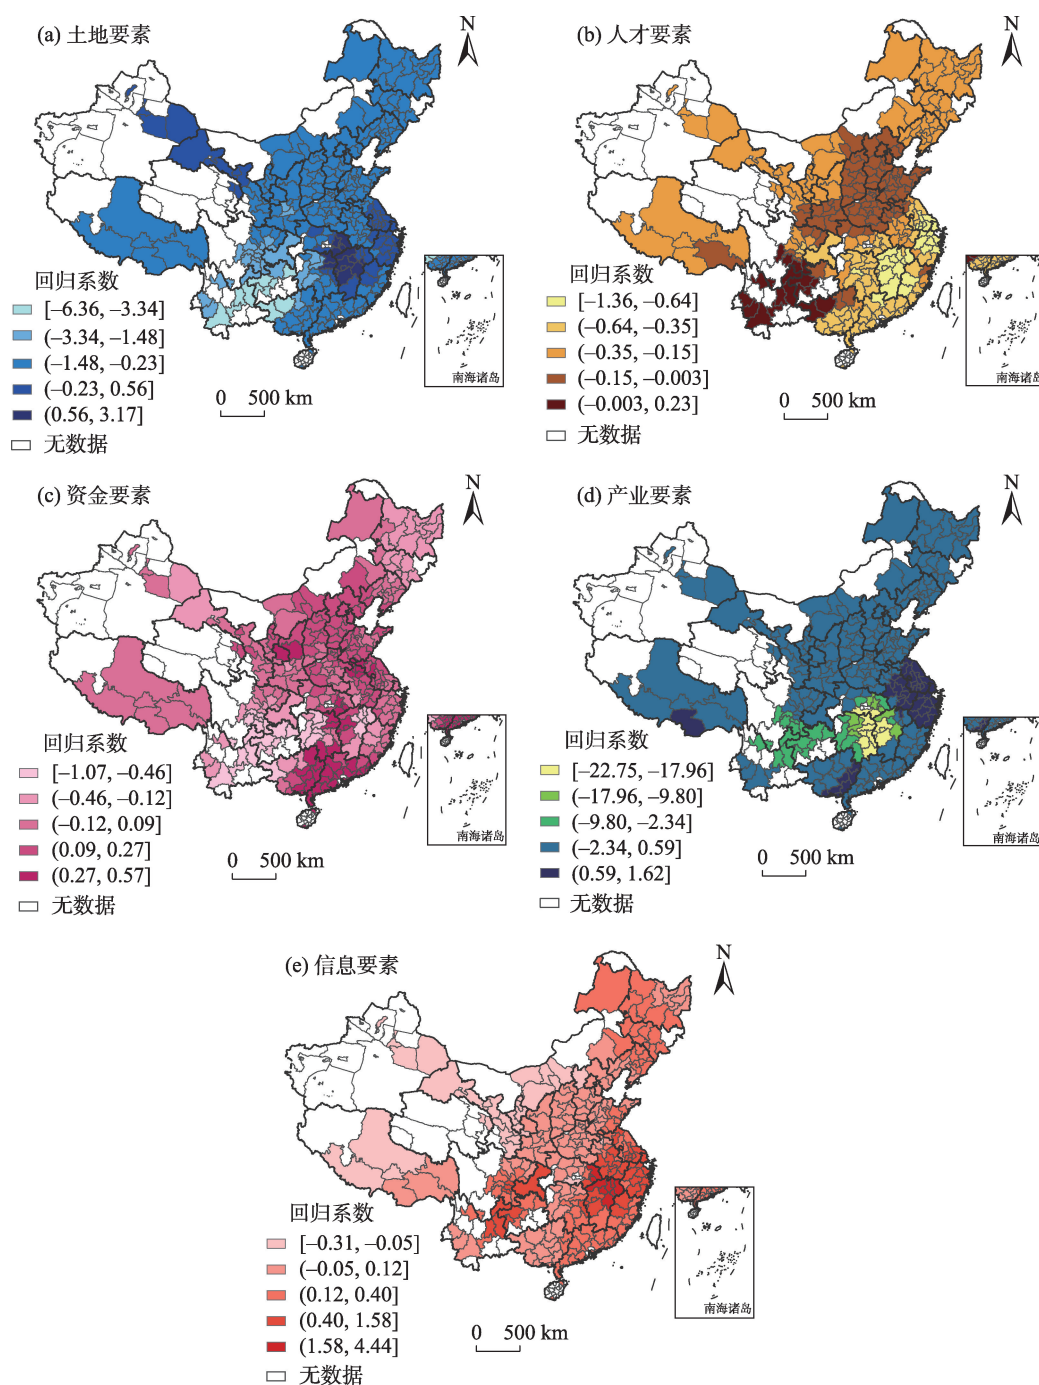 (a) 土地要素
N
回归系数
[–6.36, –3.34]
(–3.34, –1.48]
(–1.48, –0.23]
(–0.23, 0.56]
(0.56, 3.17]
无数据
0 500 km
南海诸岛
(b) 人才要素
N
回归系数
[–1.36, –0.64]
(–0.64, –0.35]
(–0.35, –0.15]
(–0.15, –0.003]
(–0.003, 0.23]
无数据
0 500 km
南海诸岛
(c) 资金要素
N
回归系数
[–1.07, –0.46]
(–0.46, –0.12]
(–0.12, 0.09]
(0.09, 0.27]
(0.27, 0.57]
无数据
0 500 km
南海诸岛
(d) 产业要素
N
回归系数
[–22.75, –17.96]
(–17.96, –9.80]
(–9.80, –2.34]
(–2.34, 0.59]
(0.59, 1.62]
无数据
0 500 km
南海诸岛
(e) 信息要素
N
回归系数
[–0.31, –0.05]
(–0.05, 0.12]
(0.12, 0.40]
(0.40, 1.58]
(1.58, 4.44]
无数据
0 500 km
南海诸岛